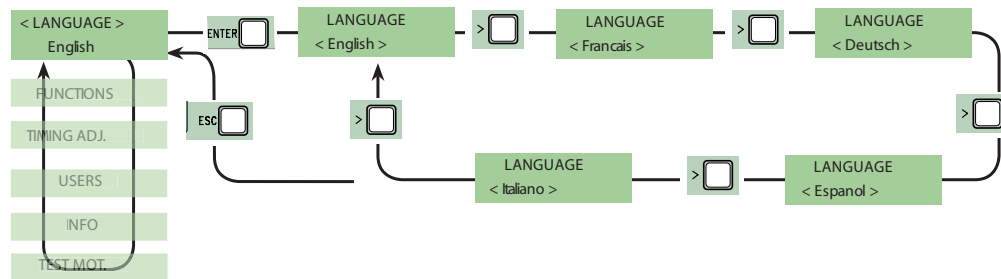 < LANGUAGE >
English
ENTER
LANGUAGE
< English >
>
LANGUAGE
< Francais >
>
LANGUAGE
< Deutsch >
>
LANGUAGE
< Espanol >
>
LANGUAGE
< Italiano >
>
ESC
FUNCTIONS
TIMING ADJ.
USERS
INFO
TEST MOT.